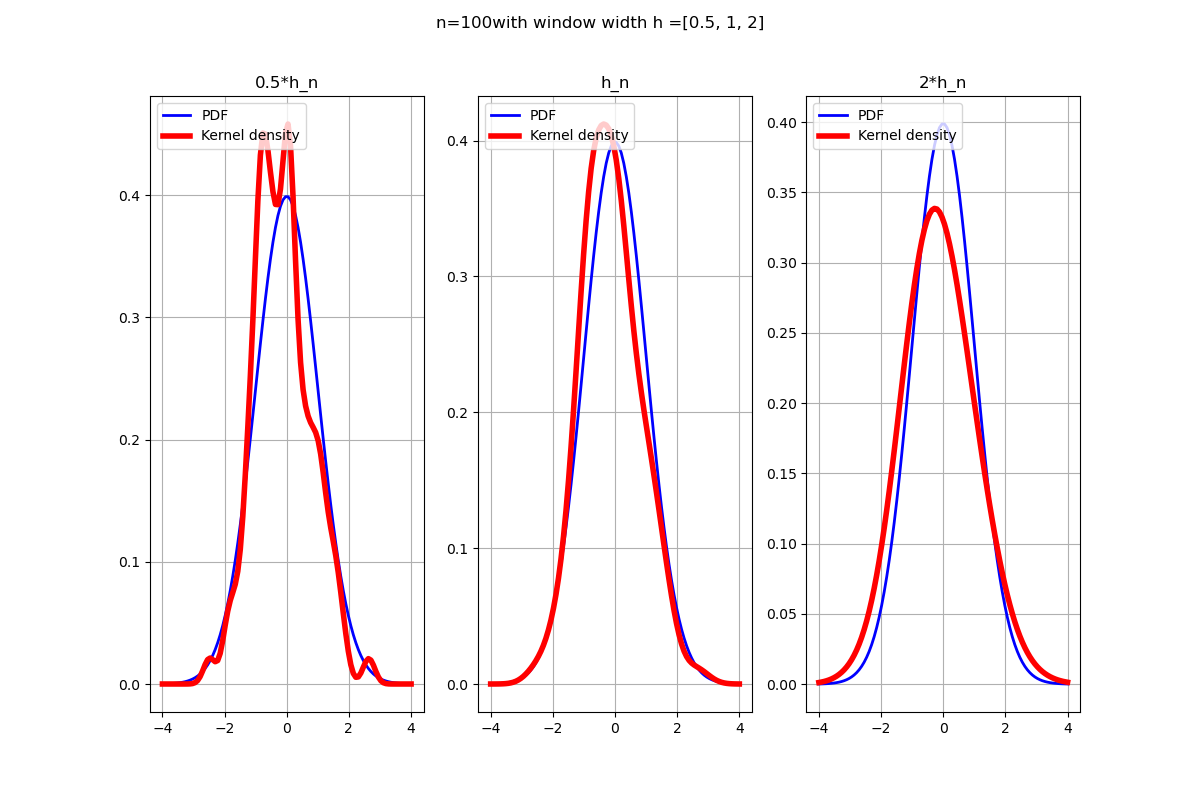 n=100with window width h =[0.5, 1, 2]
0.5*h_n
PDF
Kernel density
0.4
0.3
0.2
0.1
0.0
−4 −2 0 2 4
h_n
PDF
Kernel density
0.4
0.3
0.2
0.1
0.0
−4 −2 0 2 4
2*h_n
PDF
Kernel density
0.40
0.35
0.30
0.25
0.20
0.15
0.10
0.05
0.00
−4 −2 0 2 4